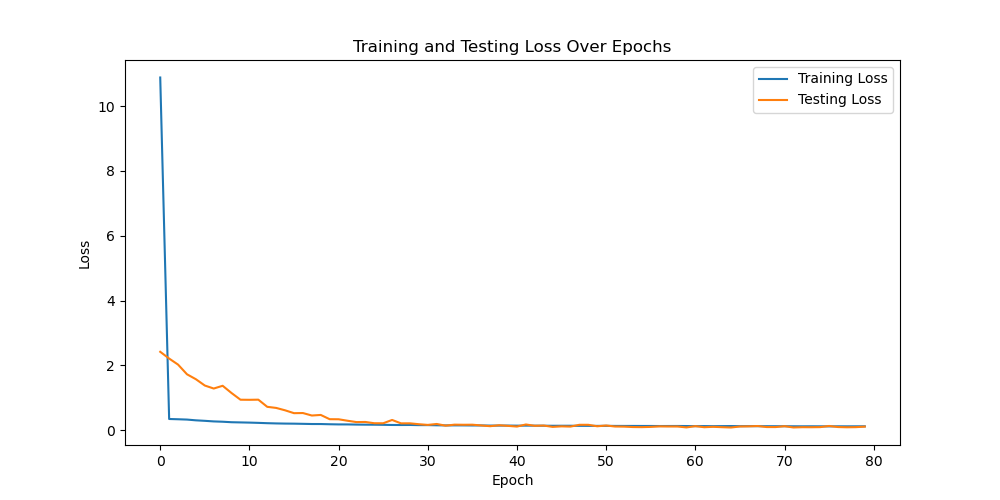 Training and Testing Loss Over Epochs
Training Loss
Testing Loss
Loss
10
8
6
4
2
0
0 10 20 30 40 50 60 70 80
Epoch